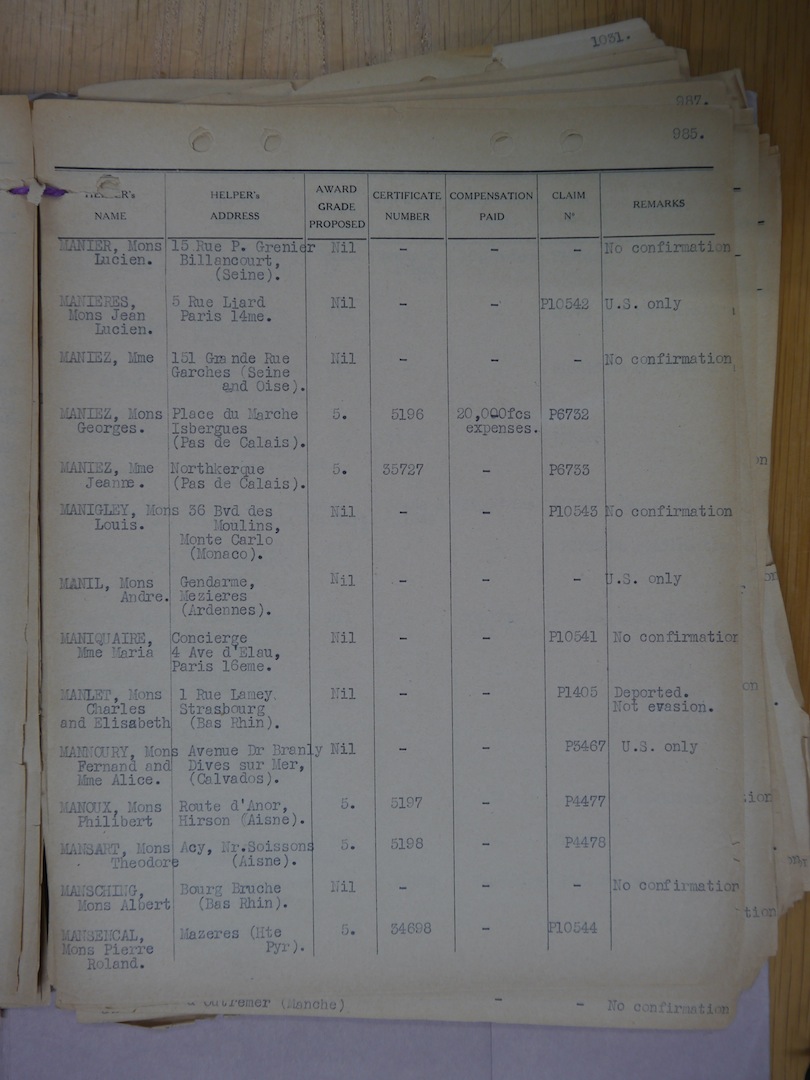 1031.
987.
985.
HELPER's NAME | HELPER's ADDRESS | AWARD GRADE PROPOSED | CERTIFICATE NUMBER | COMPENSATION PAID | CLAIM Nº | REMARKS
MANIER, Mons | 15 Rue P. Grenier | Nil | - | - | - | No confirmation
Lucien. | Billancourt,
(Seine).
MANIERES, | 5 Rue Liard | Nil | - | - | P10542 | U.S. only
Mons Jean | Paris 14me.
Lucien.
MANIEZ, Mme | 151 Grande Rue | Nil | - | - | - | No confirmation
Garches (Seine
and Oise).
MANIEZ, Mons | Place du Marche | 5. | 5196 | 20,000fcs | P6732
Georges. | Isbergues | expenses.
(Pas de Calais).
MANIEZ, Mme | Northkerque | 5. | 35727 | - | P6733
Jeanne. | (Pas de Calais).
MANIGLEY, Mons | 36 Bvd des | Nil | - | - | P10543 | No confirmation
Louis. | Moulins,
Monte Carlo
(Monaco).
MANIL, Mons | Gendarme, | Nil | - | - | - | U.S. only
Andre. | Mezieres
(Ardennes).
MANIQUAIRE, | Concierge | Nil | - | - | P10541 | No confirmation
Mme Maria | 4 Ave d'Elau,
Paris 16eme.
MANLET, Mons | 1 Rue Lamey. | Nil | - | - | P1405 | Deported.
Charles | Strasbourg | Not evasion.
and Elisabeth | (Bas Rhin).
MANNOURY, Mons | Avenue Dr Branly | Nil | - | - | P3467 | U.S. only
Fernand and | Dives sur Mer,
Mme Alice. | (Calvados).
MANOUX, Mons | Route d'Anor, | 5. | 5197 | - | P4477
Philibert | Hirson (Aisne).
MANSART, Mons | Acy, Nr.Soissons | 5. | 5198 | - | P4478
Theodore | (Aisne).
MANSCHING, | Bourg Bruche | Nil | - | - | - | No confirmation
Mons Albert | (Bas Rhin).
MANSENCAL, | Mazeres (Hte | 5. | 34698 | - | P10544
Mons Pierre | Pyr).
Roland.
Outremer (Manche) | - | - | No confirmation